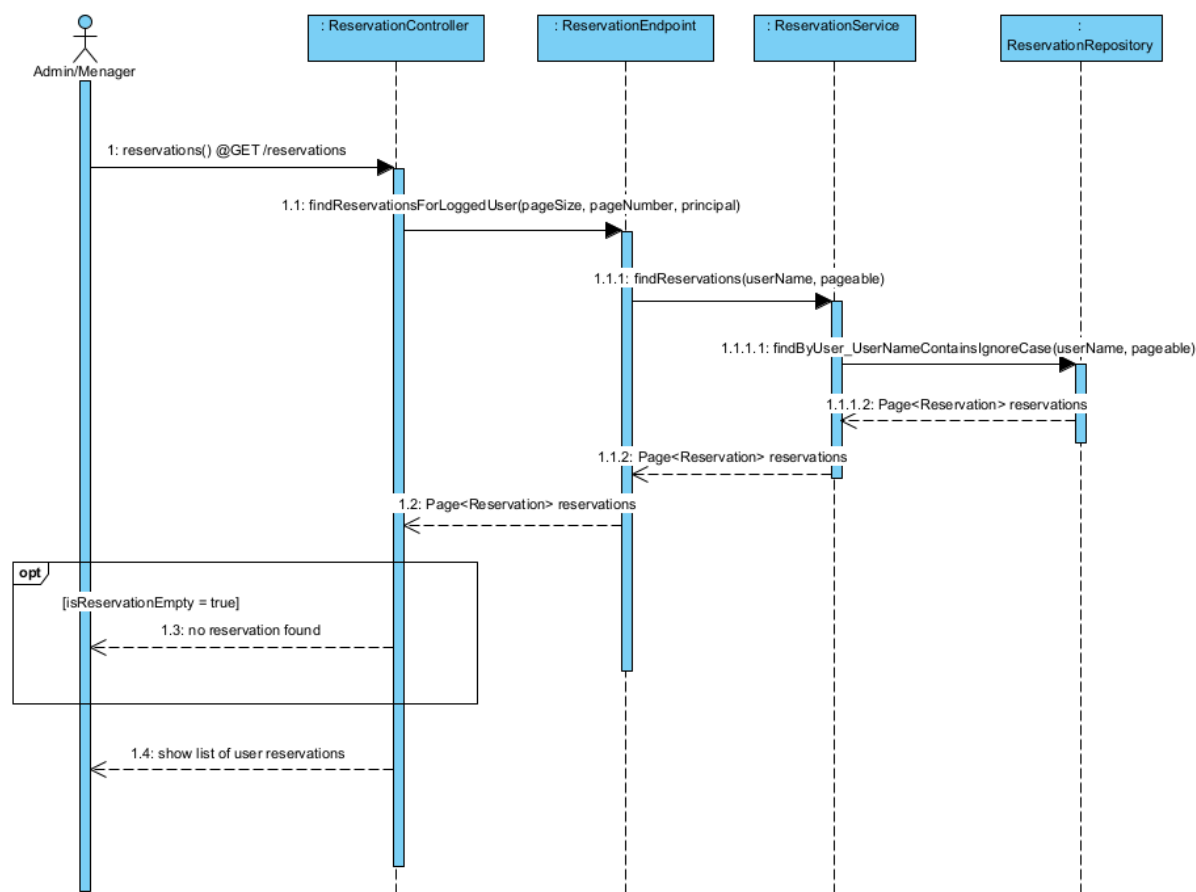 : ReservationController
: ReservationEndpoint
: ReservationService
:
ReservationRepository
Admin/Menager
1: reservations() @GET /reservations
1.1: findReservationsForLoggedUser(pageSize, pageNumber, principal)
1.1.1: findReservations(userName, pageable)
1.1.1.1: findByUser_UserNameContainsIgnoreCase(userName, pageable)
1.1.1.2: Page<Reservation> reservations
1.1.2: Page<Reservation> reservations
1.2: Page<Reservation> reservations
opt
[isReservationEmpty = true]
1.3: no reservation found
1.4: show list of user reservations